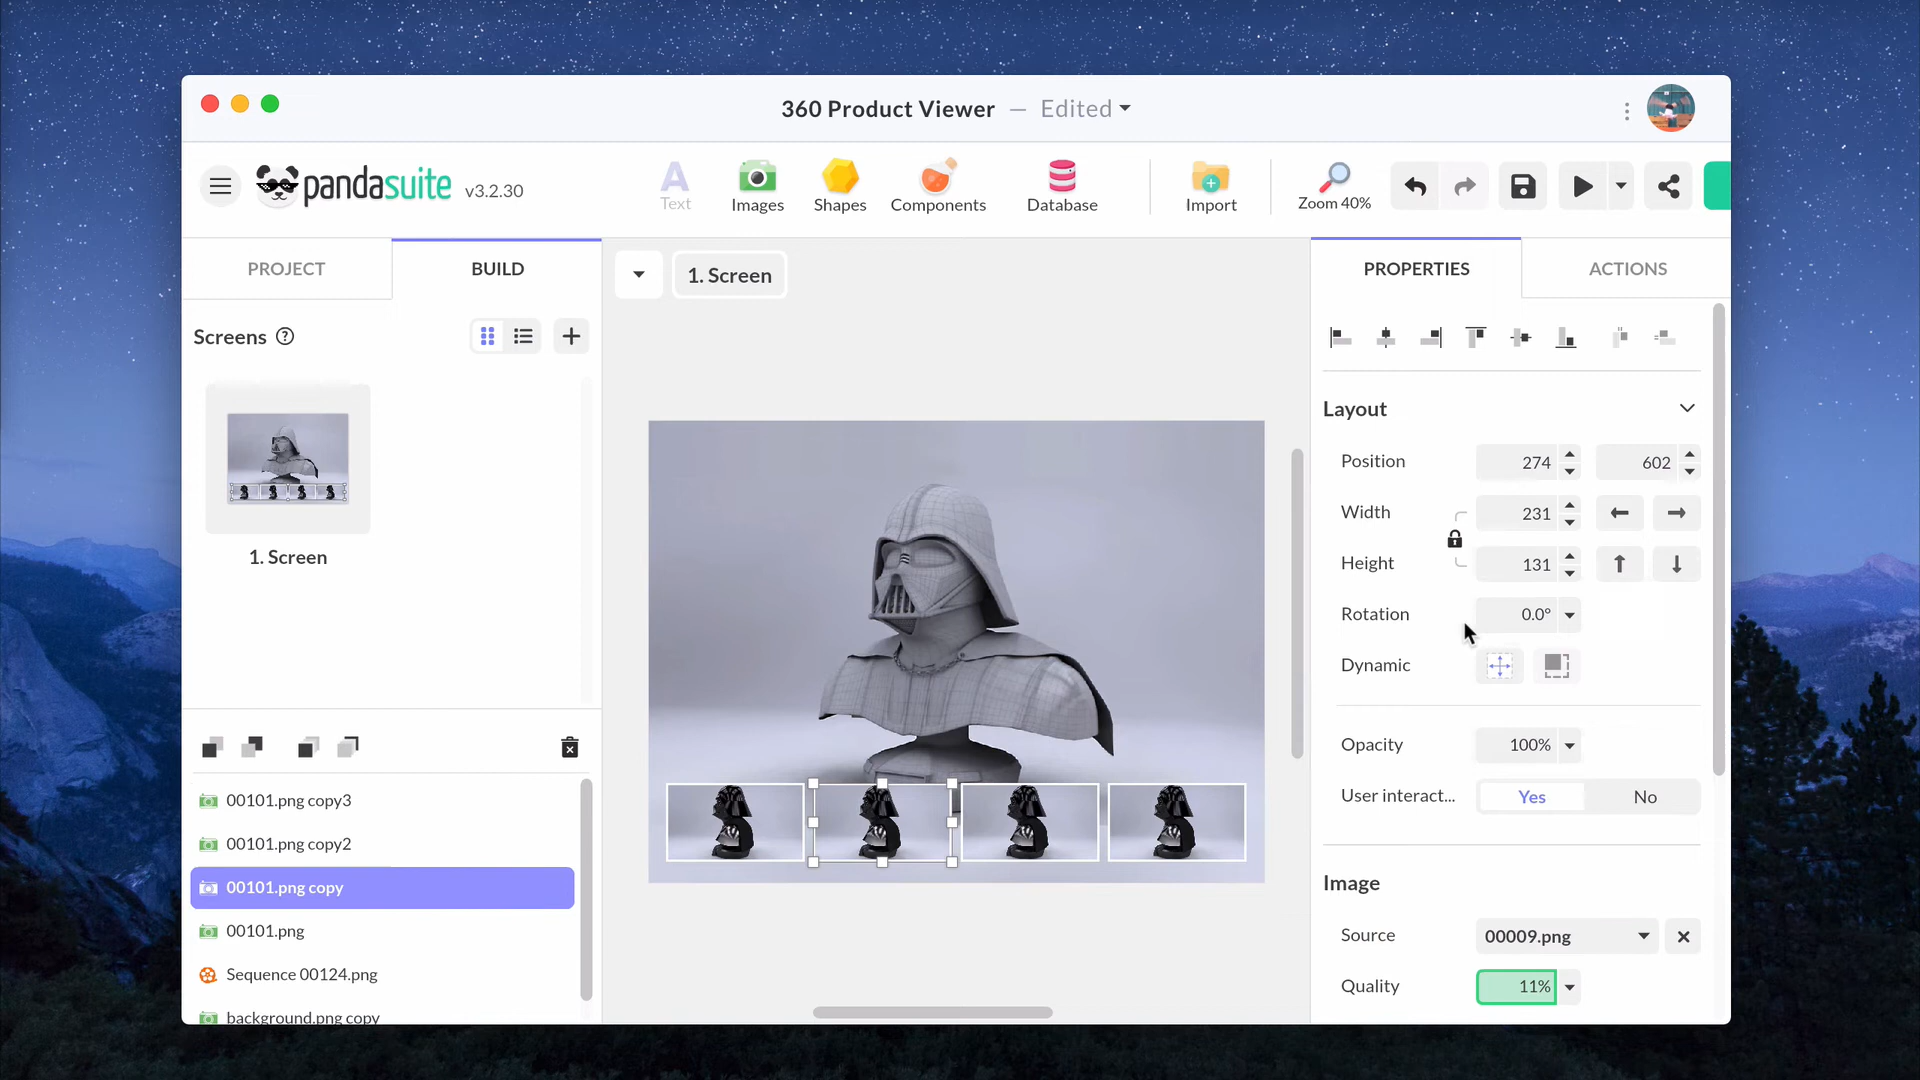 360 Product Viewer — Edited
pandasuite v3.2.30
Text
Images
Shapes
Components
Database
Import
Zoom 40%
PROJECT
BUILD
1. Screen
PROPERTIES
ACTIONS
Screens ?
1. Screen
00101.png copy3
00101.png copy2
00101.png copy
00101.png
Sequence 00124.png
background.png copy
Layout
Position 274 602
Width 231
Height 131
Rotation 0.0°
Dynamic
Opacity 100%
User interact... Yes No
Image
Source 00009.png
Quality 11%